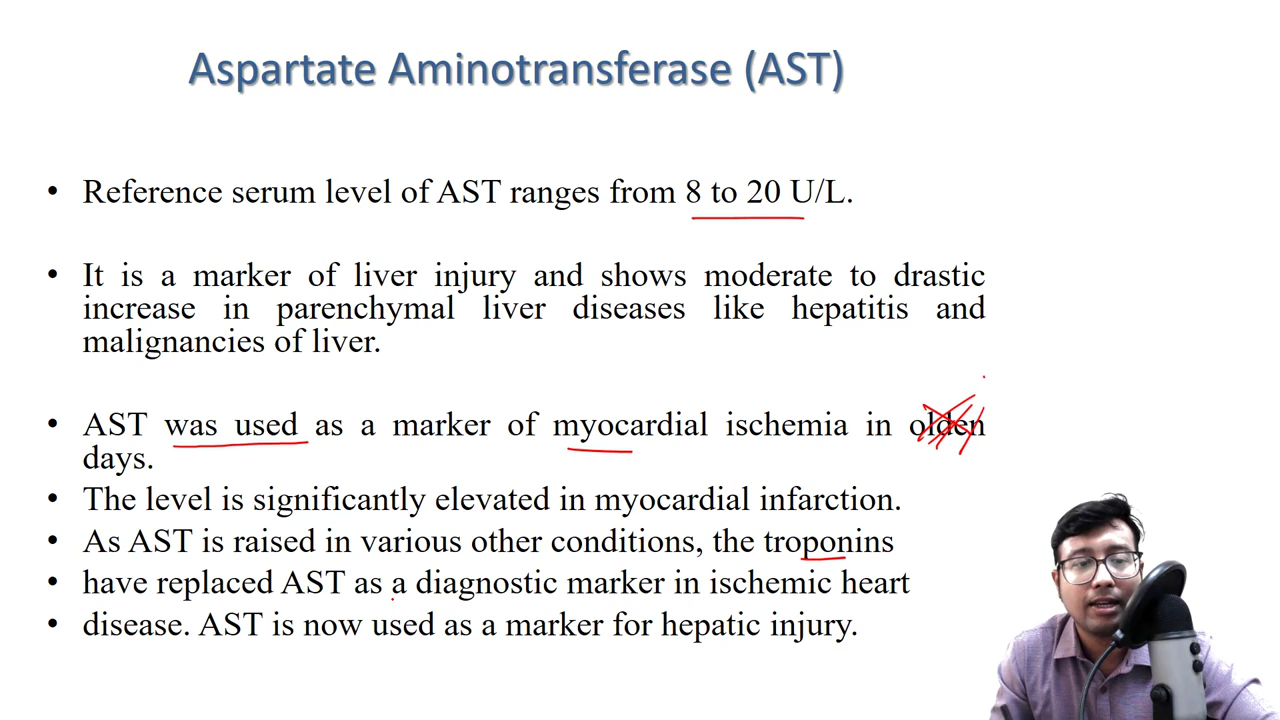 Aspartate Aminotransferase (AST)
• Reference serum level of AST ranges from 8 to 20 U/L.
• It is a marker of liver injury and shows moderate to drastic
increase in parenchymal liver diseases like hepatitis and
malignancies of liver.
• AST was used as a marker of myocardial ischemia in olden
days.
• The level is significantly elevated in myocardial infarction.
• As AST is raised in various other conditions, the troponins
• have replaced AST as a diagnostic marker in ischemic heart
• disease. AST is now used as a marker for hepatic injury.